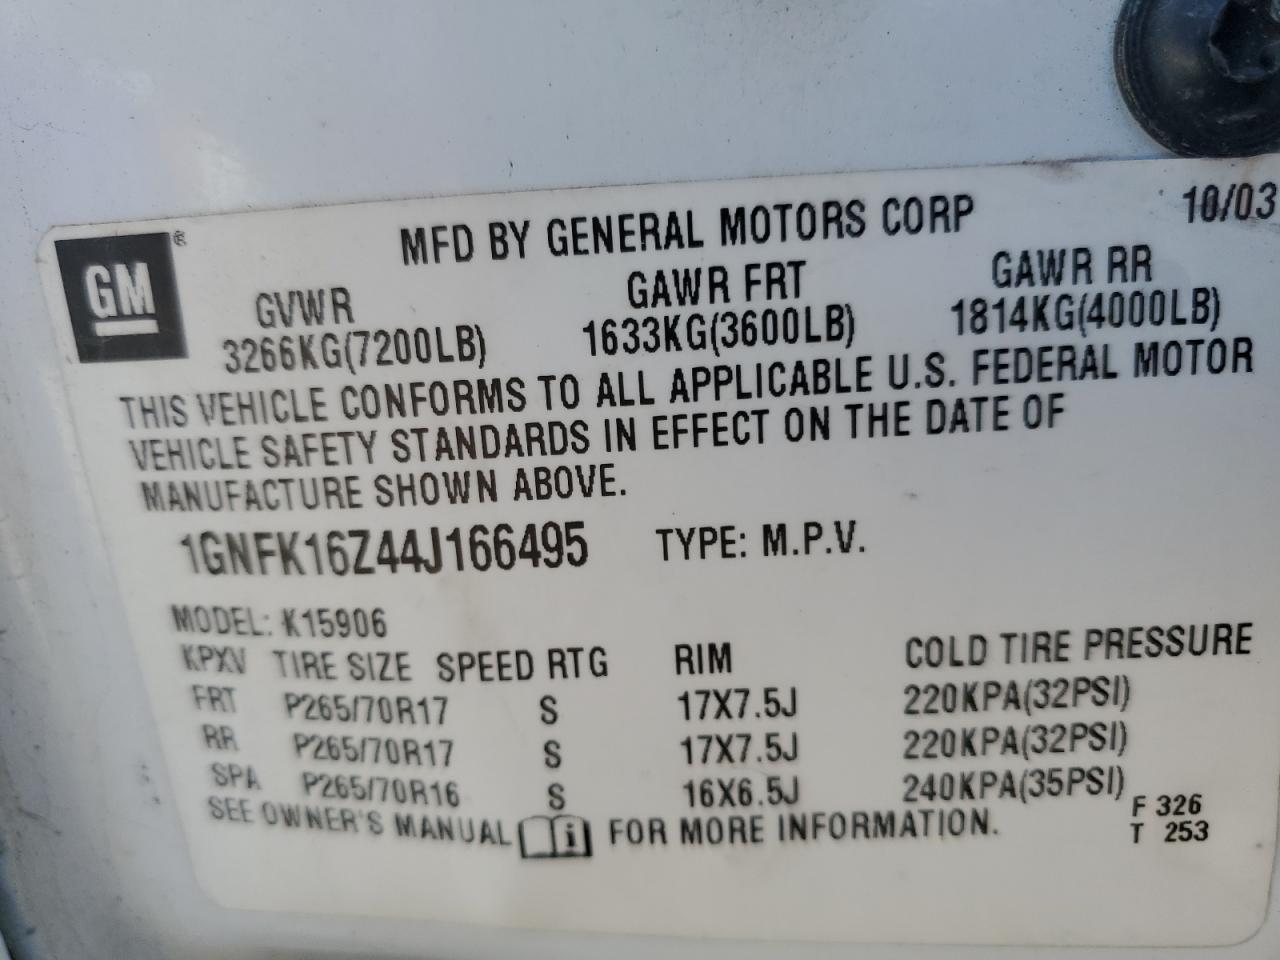 MFD BY GENERAL MOTORS CORP 10/03
GM ®
GVWR GAWR FRT GAWR RR
3266KG(7200LB) 1633KG(3600LB) 1814KG(4000LB)
THIS VEHICLE CONFORMS TO ALL APPLICABLE U.S. FEDERAL MOTOR
VEHICLE SAFETY STANDARDS IN EFFECT ON THE DATE OF
MANUFACTURE SHOWN ABOVE.
1GNFK16Z44J166495 TYPE: M.P.V.
MODEL: K15906
KPXV TIRE SIZE SPEED RTG RIM COLD TIRE PRESSURE
FRT P265/70R17 S 17X7.5J 220KPA(32PSI)
RR P265/70R17 S 17X7.5J 220KPA(32PSI)
SPA P265/70R16 S 16X6.5J 240KPA(35PSI)
SEE OWNER'S MANUAL i FOR MORE INFORMATION.
F 326
T 253